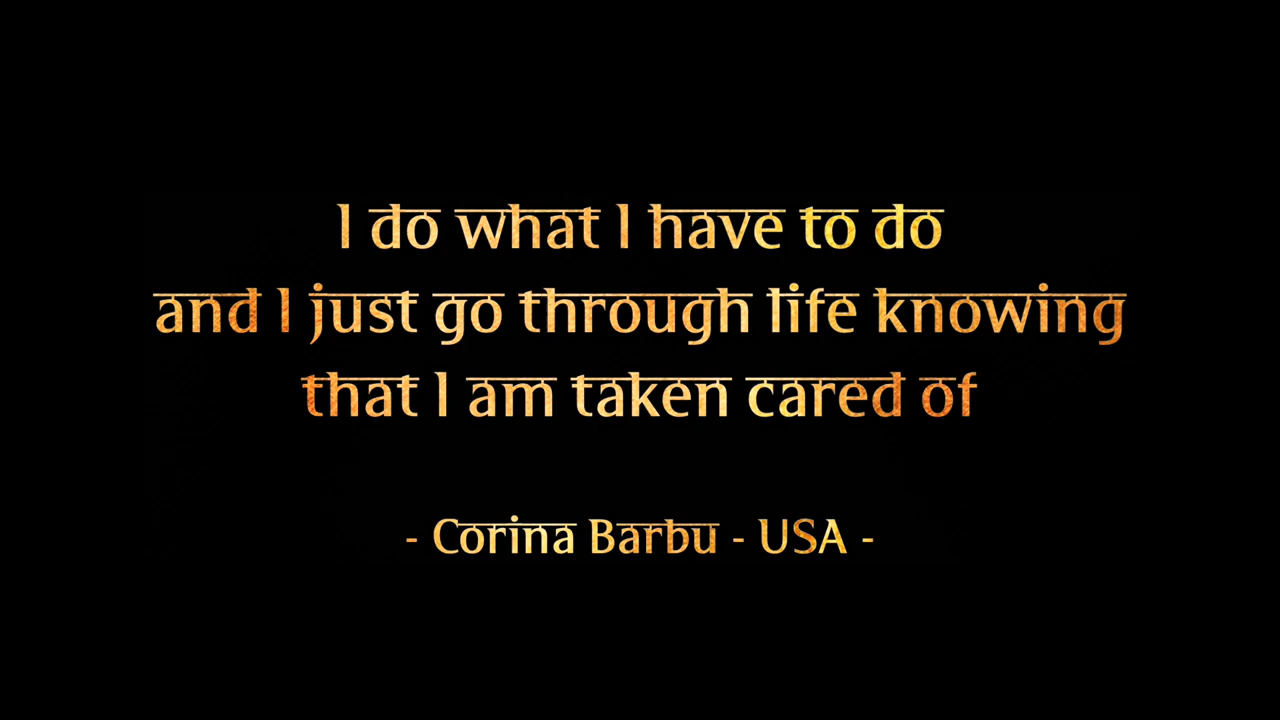 I do what I have to do
and I just go through life knowing
that I am taken cared of
- Corina Barbu - USA -